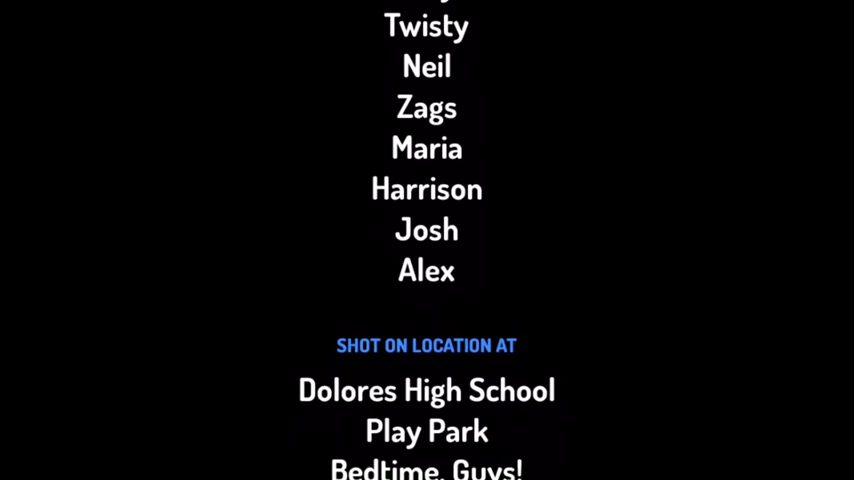 Twisty
Neil
Zags
Maria
Harrison
Josh
Alex
SHOT ON LOCATION AT
Dolores High School
Play Park
Bedtime, Guys!